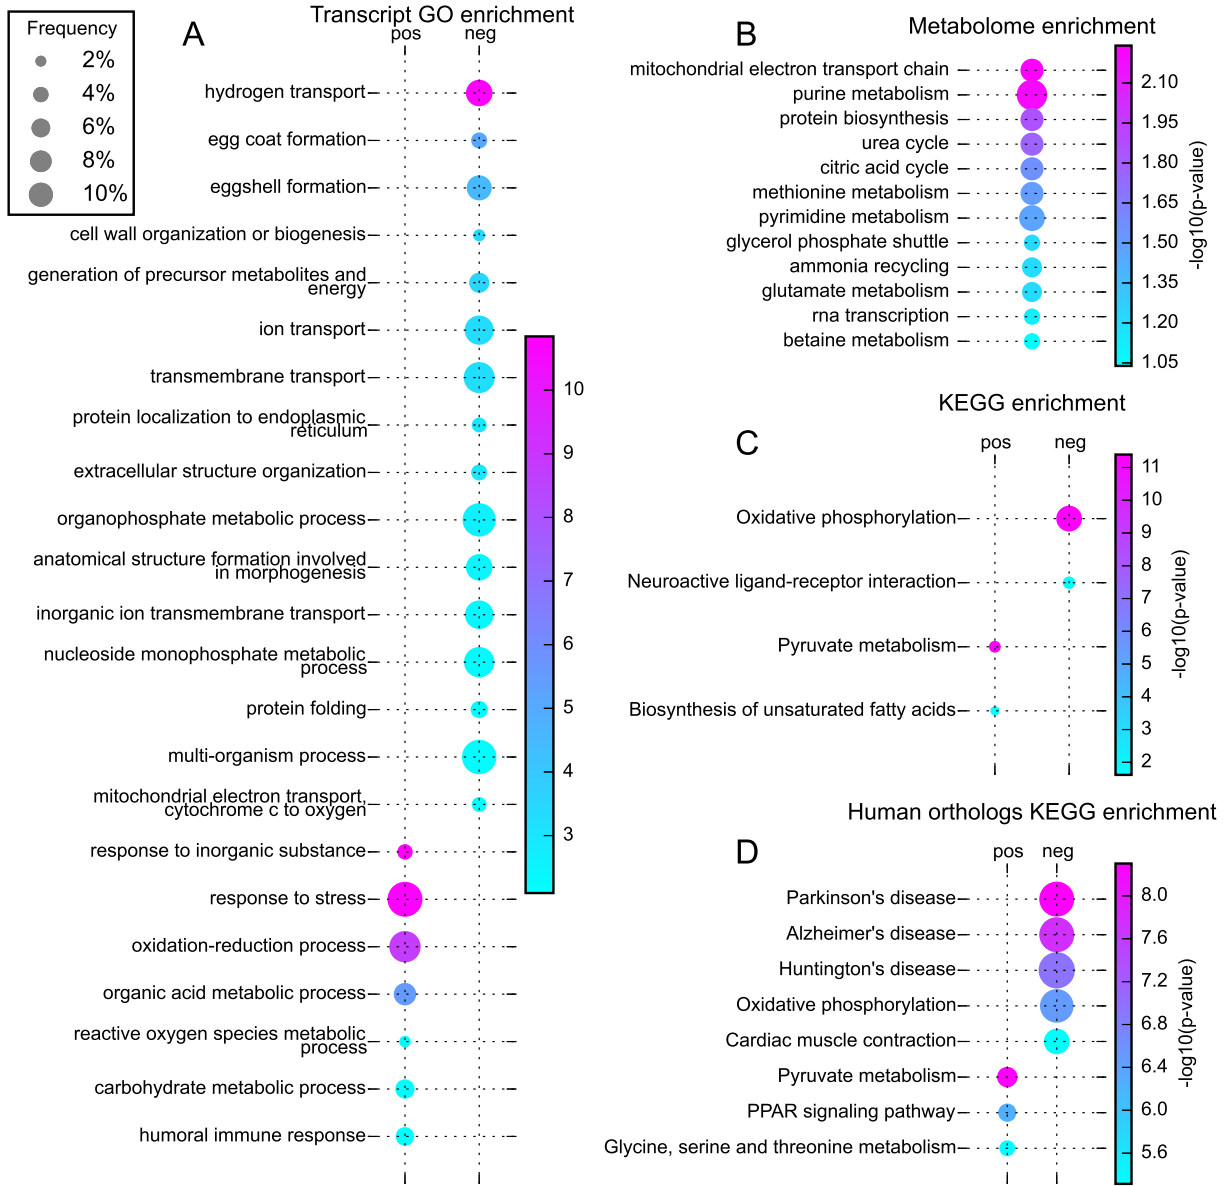 Frequency
2%
4%
6%
8%
10%
A
Transcript GO enrichment
pos neg
hydrogen transport
egg coat formation
eggshell formation
cell wall organization or biogenesis
generation of precursor metabolites and
energy
ion transport
transmembrane transport
protein localization to endoplasmic
reticulum
extracellular structure organization
organophosphate metabolic process
anatomical structure formation involved
in morphogenesis
inorganic ion transmembrane transport
nucleoside monophosphate metabolic
process
protein folding
multi-organism process
mitochondrial electron transport,
cytochrome c to oxygen
response to inorganic substance
response to stress
oxidation-reduction process
organic acid metabolic process
reactive oxygen species metabolic
process
carbohydrate metabolic process
humoral immune response
10
9
8
7
6
5
4
3
B
Metabolome enrichment
mitochondrial electron transport chain
purine metabolism
protein biosynthesis
urea cycle
citric acid cycle
methionine metabolism
pyrimidine metabolism
glycerol phosphate shuttle
ammonia recycling
glutamate metabolism
rna transcription
betaine metabolism
2.10
1.95
1.80
1.65
1.50
1.35
1.20
1.05
-log10(p-value)
KEGG enrichment
C
pos neg
Oxidative phosphorylation
Neuroactive ligand-receptor interaction
Pyruvate metabolism
Biosynthesis of unsaturated fatty acids
11
10
9
8
7
6
5
4
3
2
-log10(p-value)
Human orthologs KEGG enrichment
D
pos neg
Parkinson's disease
Alzheimer's disease
Huntington's disease
Oxidative phosphorylation
Cardiac muscle contraction
Pyruvate metabolism
PPAR signaling pathway
Glycine, serine and threonine metabolism
8.0
7.6
7.2
6.8
6.4
6.0
5.6
-log10(p-value)